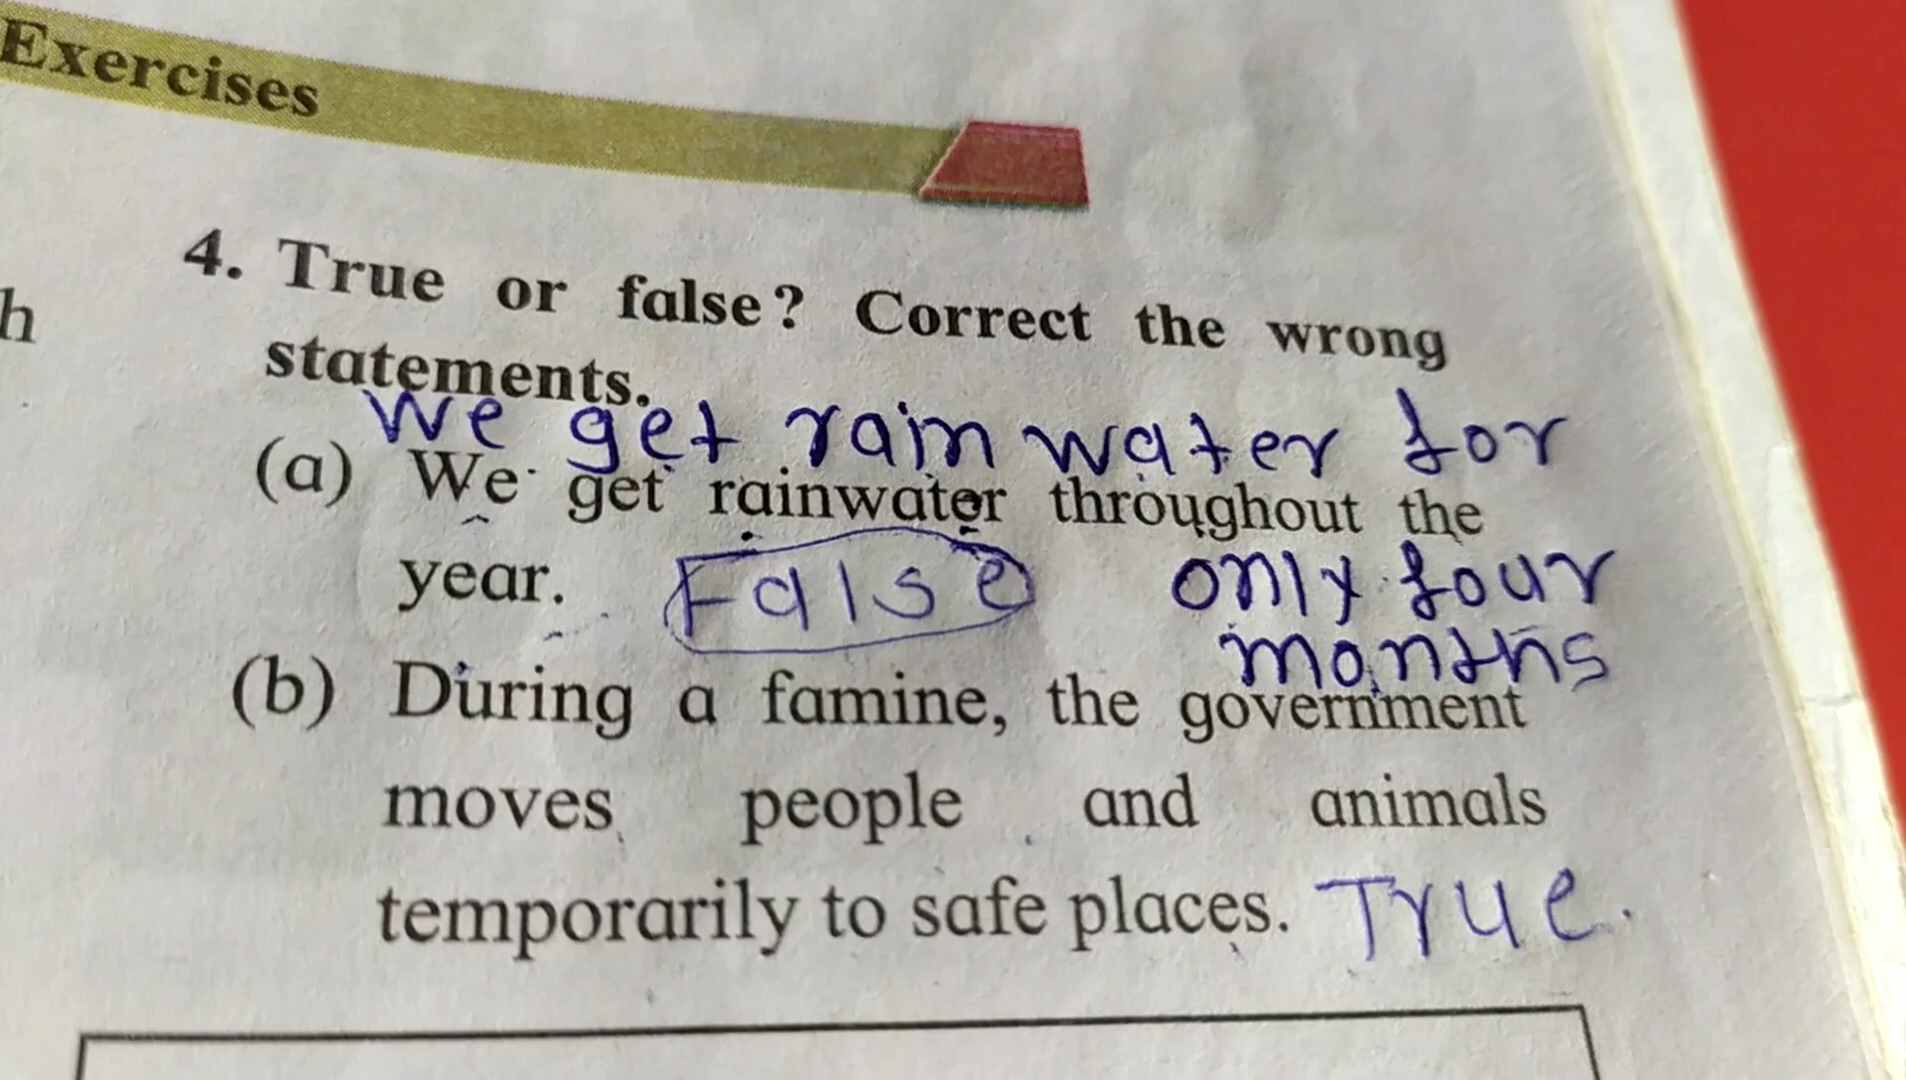 Exercises
h
4. True or false? Correct the wrong
statements.
We get rain water for
(a) We get rainwater throughout the
year. False only four
months
(b) During a famine, the government
moves people and animals
temporarily to safe places. True.